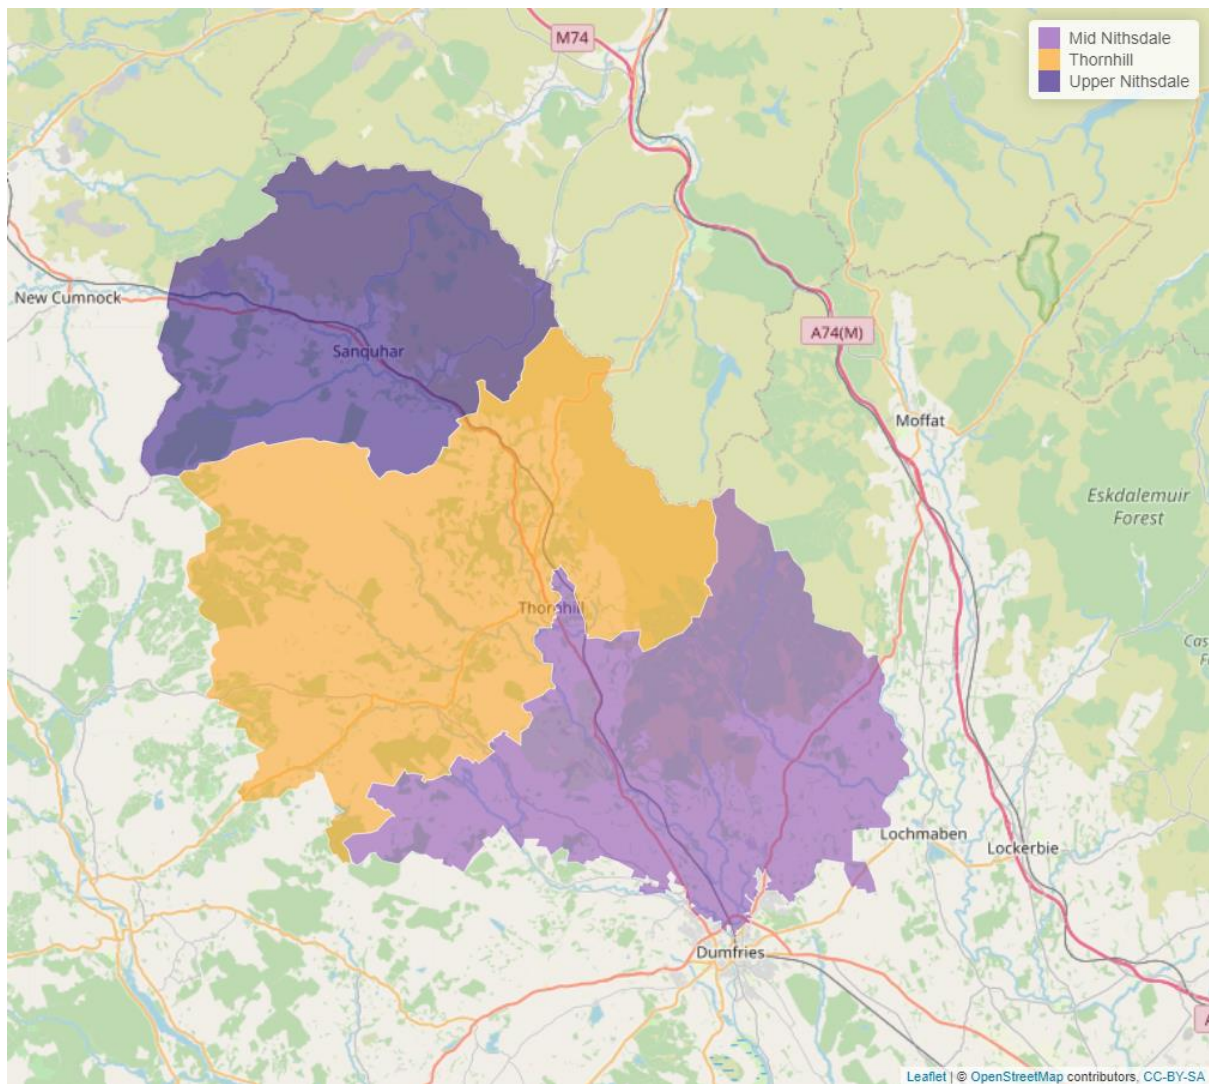 M74
Mid Nithsdale
Thornhill
Upper Nithsdale
New Cumnock
A74(M)
Sanquhar
Moffat
Eskdalemuir
Forest
Thornhill
Lochmaben
Lockerbie
Dumfries
Leaflet | © OpenStreetMap contributors, CC-BY-SA